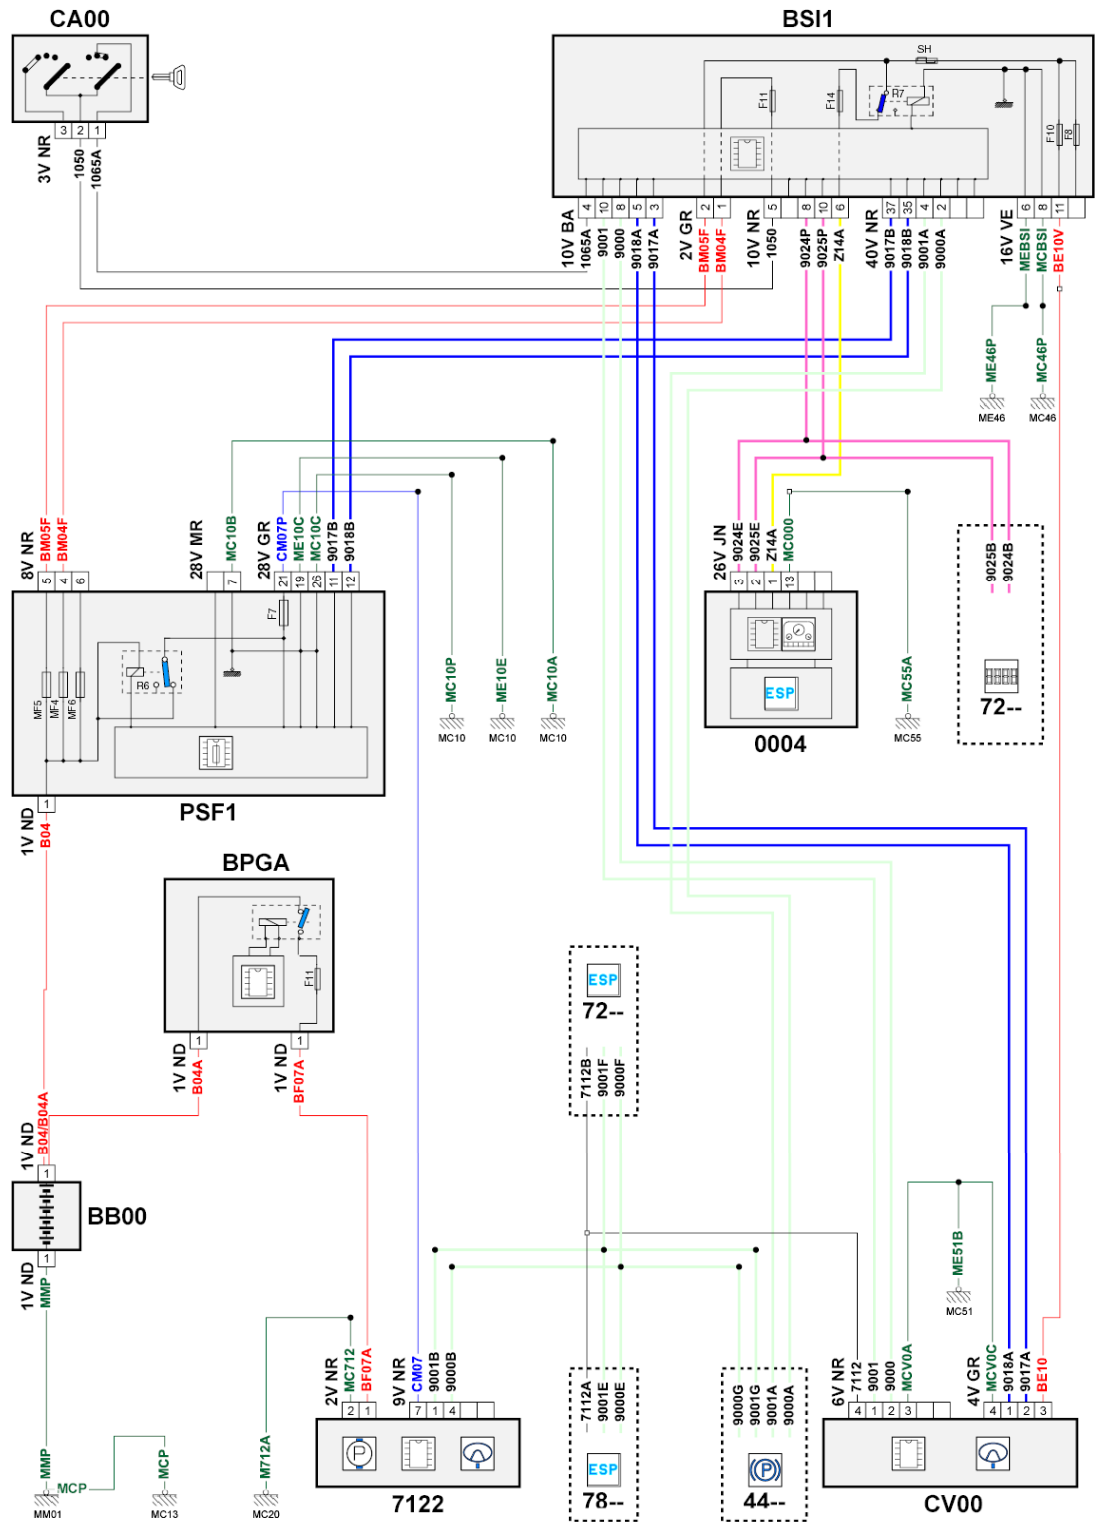 CA00
BSI1
SH
R7
F11
F14
F10
F8
3 2 1
3V NR
1050
1065A
4 10 8 5 3
2 1
5
8 10 6
37 35 4 2
6 8 11
10V BA
1065A
9001
9000
9018A
9017A
2V GR
BM05F
BM04F
10V NR
1050
9024P
9025P
Z14A
40V NR
9017B
9018B
9001A
9000A
16V VE
MEBSI
MCBSI
BE10V
ME46P
MC46P
ME46
MC46
8V NR
BM05F
BM04F
28V MR
MC10B
28V GR
CM07P
ME10C
MC10C
9017B
9018B
26V JN
9024E
9025E
Z14A
MC000
9025B
9024B
5 4 6
7
21 19 26 11 12
3 2 1 13
F7
R6
MF5
MF4
MF6
MC10P
ME10E
MC10A
MC10
MC10
MC10
ESP
0004
MC55A
MC55
72--
PSF1
1
1V ND
B04
BPGA
F11
1
1
1V ND
B04A
1V ND
BF07A
ESP
72--
7112B
9001F
9000F
1V ND
B04/B04A
1
BB00
1
1V ND
MMP
ME51B
MC51
2V NR
MC712
BF07A
9V NR
CM07
9001B
9000B
7112A
9001E
9000E
9000G
9001G
9001A
9000A
6V NR
7112
9001
9000
MCV0A
4V GR
MCV0C
9018A
9017A
BE10
2 1
7 1 4
4 1 2 3
4 1 2 3
MMP
MCP
MCP
M712A
P
ESP
P
MM01
MC13
MC20
7122
78--
44--
CV00